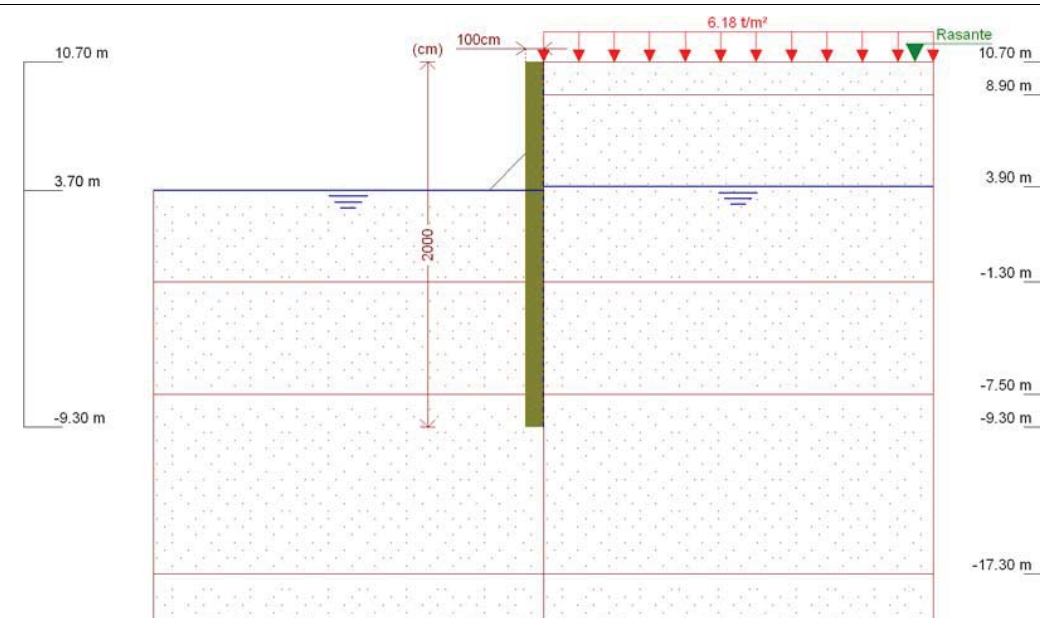 6.18 t/m²
Rasante
100cm
(cm)
10.70 m
10.70 m
8.90 m
3.70 m
3.90 m
2000
-1.30 m
-7.50 m
-9.30 m
-9.30 m
-17.30 m